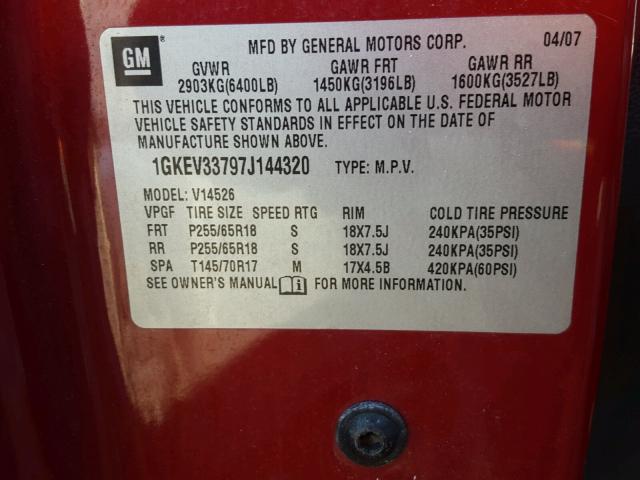 GM ®
MFD BY GENERAL MOTORS CORP. 04/07
GVWR GAWR FRT GAWR RR
2903KG(6400LB) 1450KG(3196LB) 1600KG(3527LB)
THIS VEHICLE CONFORMS TO ALL APPLICABLE U.S. FEDERAL MOTOR
VEHICLE SAFETY STANDARDS IN EFFECT ON THE DATE OF
MANUFACTURE SHOWN ABOVE.
1GKEV33797J144320 TYPE: M.P.V.
MODEL: V14526
VPGF TIRE SIZE SPEED RTG RIM COLD TIRE PRESSURE
FRT P255/65R18 S 18X7.5J 240KPA(35PSI)
RR P255/65R18 S 18X7.5J 240KPA(35PSI)
SPA T145/70R17 M 17X4.5B 420KPA(60PSI)
SEE OWNER'S MANUAL i FOR MORE INFORMATION.